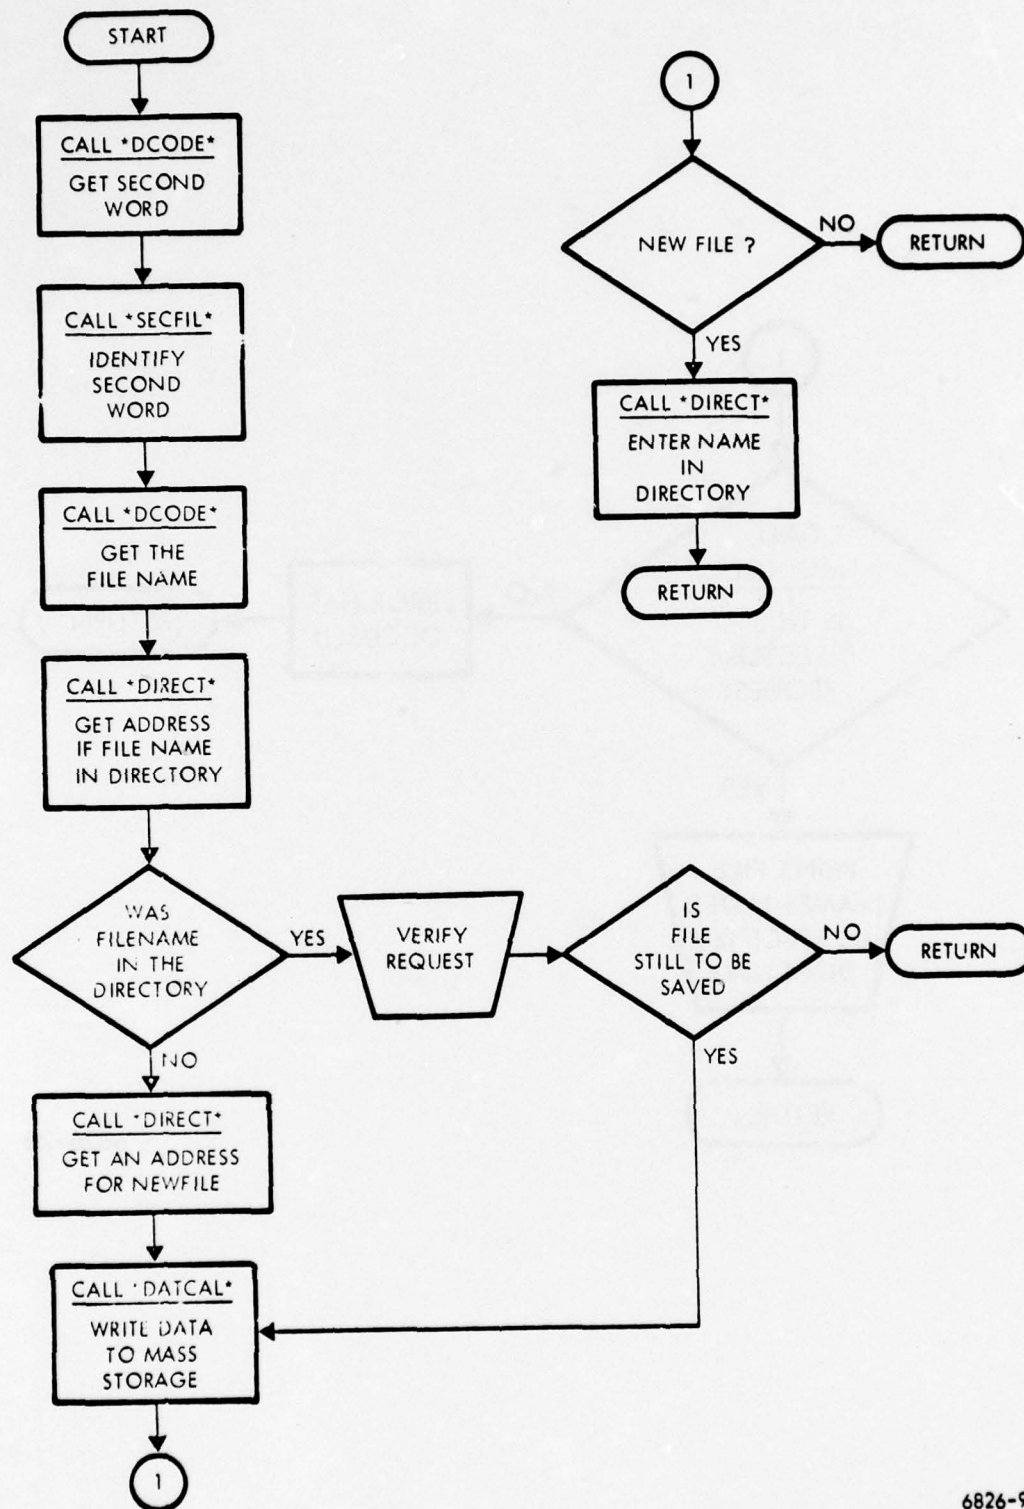 START
CALL *DCODE*
GET SECOND
WORD
CALL *SECFIL*
IDENTIFY
SECOND
WORD
CALL *DCODE*
GET THE
FILE NAME
CALL *DIRECT*
GET ADDRESS
IF FILE NAME
IN DIRECTORY
WAS
FILENAME
IN THE
DIRECTORY
YES
VERIFY
REQUEST
IS
FILE
STILL TO BE
SAVED
NO
RETURN
YES
NO
CALL *DIRECT*
GET AN ADDRESS
FOR NEWFILE
CALL *DATCAL*
WRITE DATA
TO MASS
STORAGE
1
1
NEW FILE ?
NO
RETURN
YES
CALL *DIRECT*
ENTER NAME
IN
DIRECTORY
RETURN